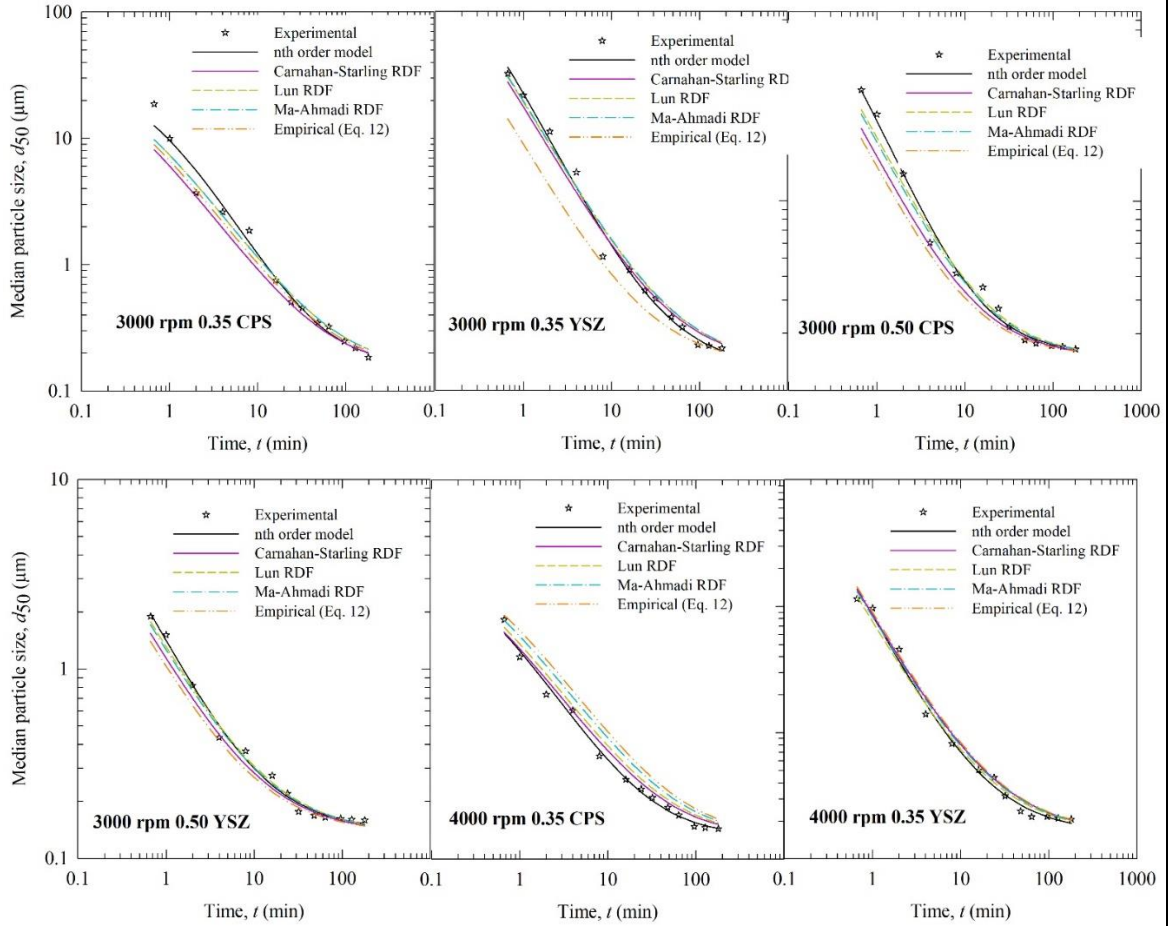 Median particle size, d50 (μm)
100
10
1
0.1
Experimental
nth order model
Carnahan-Starling RDF
Lun RDF
Ma-Ahmadi RDF
Empirical (Eq. 12)
3000 rpm 0.35 CPS
0.1 1 10 100
Time, t (min)
Experimental
nth order model
Carnahan-Starling RD
Lun RDF
Ma-Ahmadi RDF
Empirical (Eq. 12)
3000 rpm 0.35 YSZ
0.1 1 10 100
Time, t (min)
Experimental
nth order model
Carnahan-Starling RDF
Lun RDF
Ma-Ahmadi RDF
Empirical (Eq. 12)
3000 rpm 0.50 CPS
0.1 1 10 100 1000
Time, t (min)
Median particle size, d50 (μm)
10
1
0.1
Experimental
nth order model
Carnahan-Starling RDF
Lun RDF
Ma-Ahmadi RDF
Empirical (Eq. 12)
3000 rpm 0.50 YSZ
0.1 1 10 100
Time, t (min)
Experimental
nth order model
Carnahan-Starling RDF
Lun RDF
Ma-Ahmadi RDF
Empirical (Eq. 12)
4000 rpm 0.35 CPS
0.1 1 10 100
Time, t (min)
Experimental
nth order model
Carnahan-Starling RDF
Lun RDF
Ma-Ahmadi RDF
Empirical (Eq. 12)
4000 rpm 0.35 YSZ
0.1 1 10 100 1000
Time, t (min)